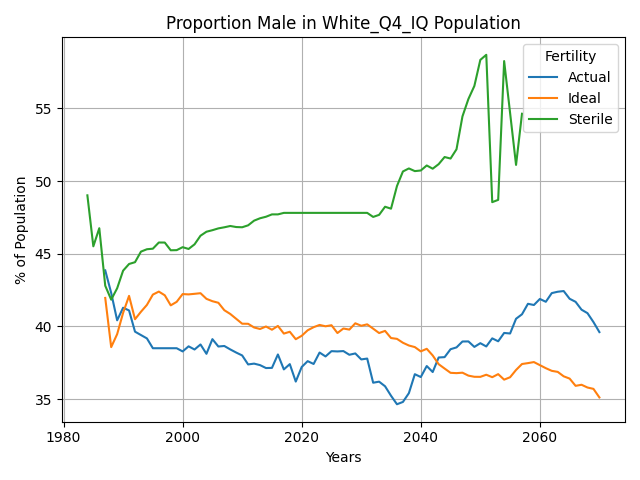 Proportion Male in White_Q4_IQ Population
% of Population
55
50
45
40
35
1980
2000
2020
2040
2060
Years
Fertility
Actual
Ideal
Sterile